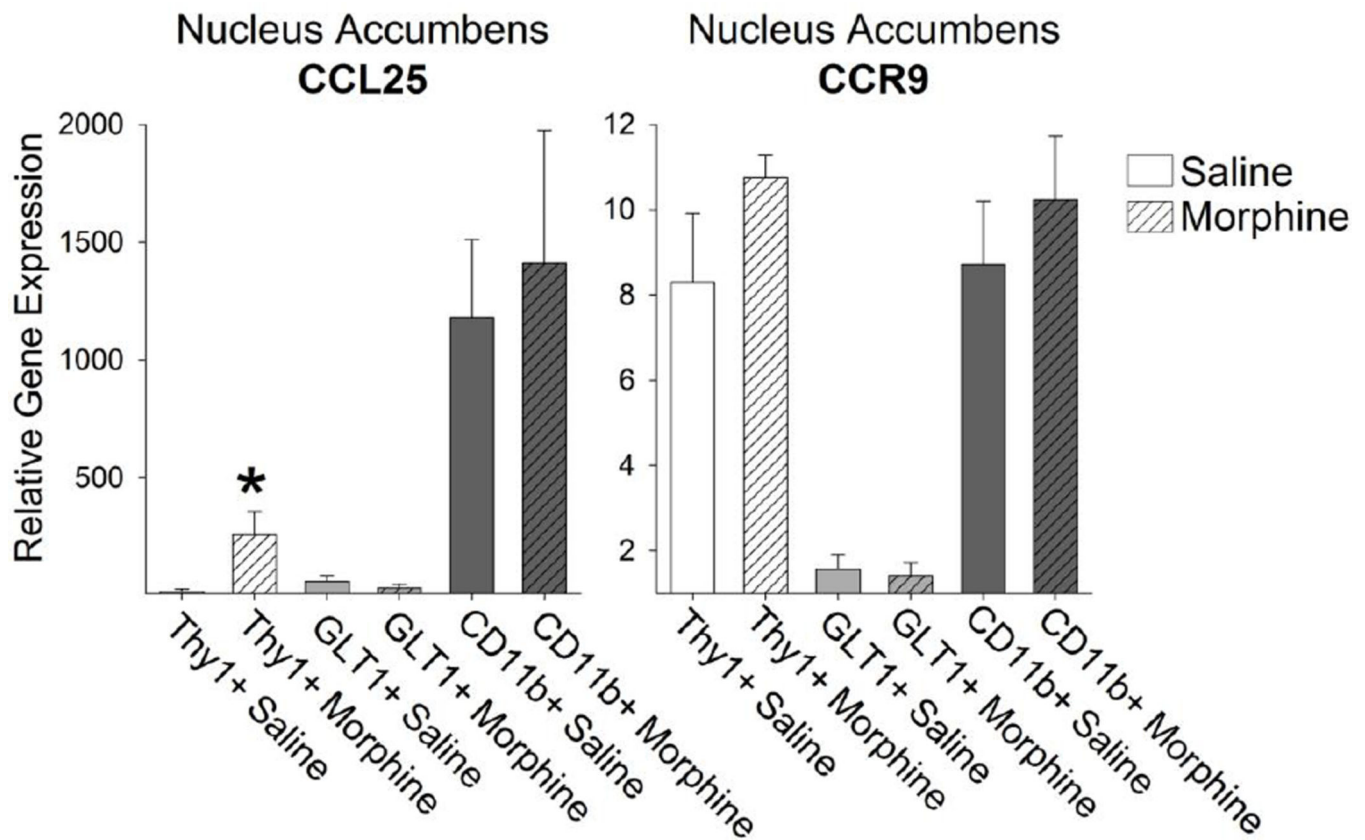 Nucleus Accumbens
CCL25
Relative Gene Expression
2000
1500
1000
500
*
Thy1+ Saline
Thy1+ Morphine
GLT1+ Saline
GLT1+ Morphine
CD11b+ Saline
CD11b+ Morphine
Nucleus Accumbens
CCR9
12
10
8
6
4
2
Thy1+ Saline
Thy1+ Morphine
GLT1+ Saline
GLT1+ Morphine
CD11b+ Saline
CD11b+ Morphine
Saline
Morphine